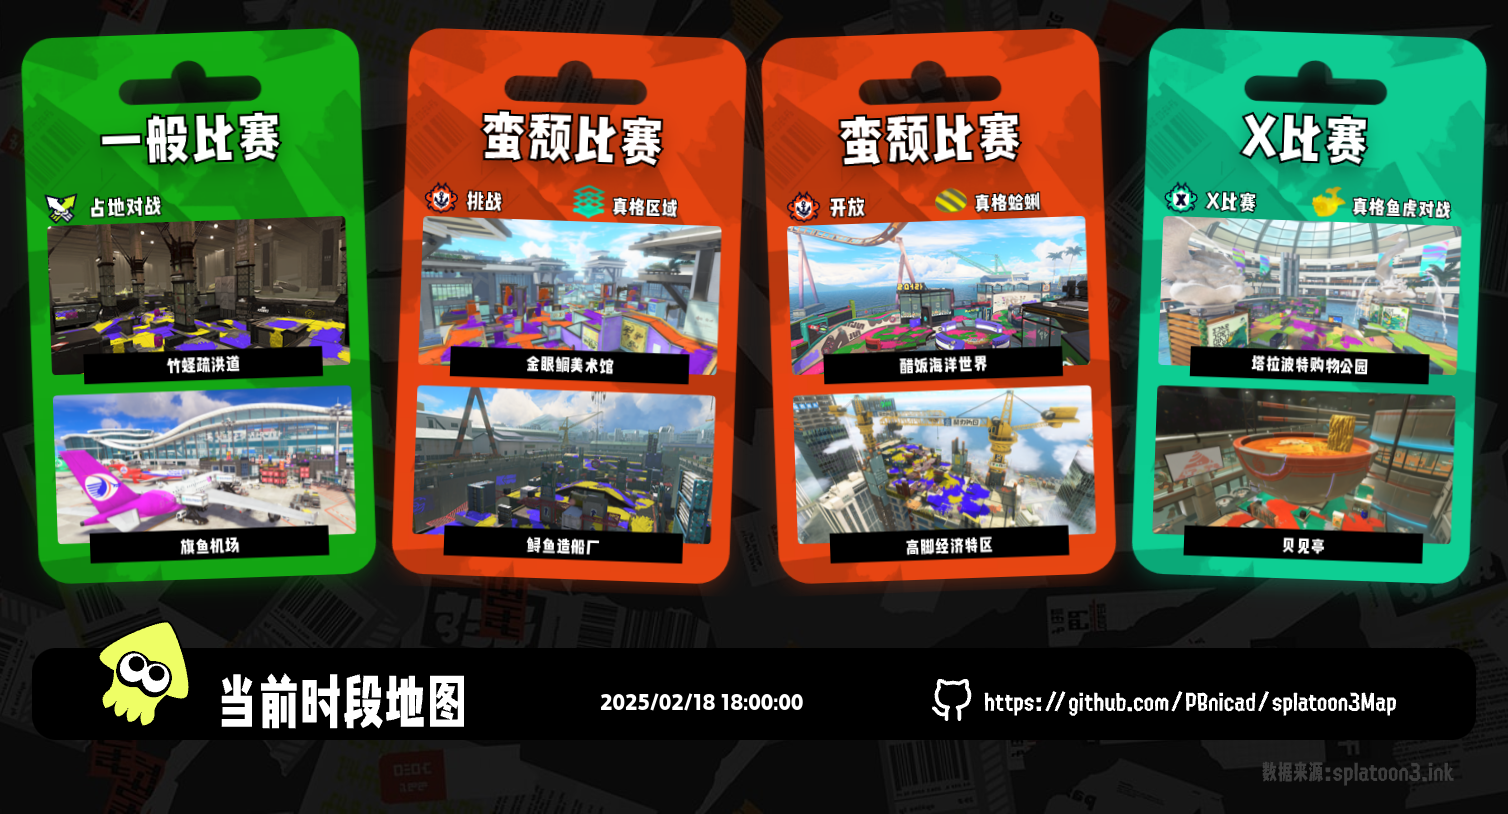 一般比赛
占地对战
竹蛏疏洪道
旗鱼机场
蛮颓比赛
挑战
真格区域
金眼鲷美术馆
鲟鱼造船厂
蛮颓比赛
开放
真格蛤蜊
醋饭海洋世界
高脚经济特区
X比赛
X比赛
真格鱼虎对战
塔拉波特购物公园
贝见亭
当前时段地图
2025/02/18 18:00:00
https://github.com/PBnicad/splatoon3Map
数据来源:splatoon3.ink